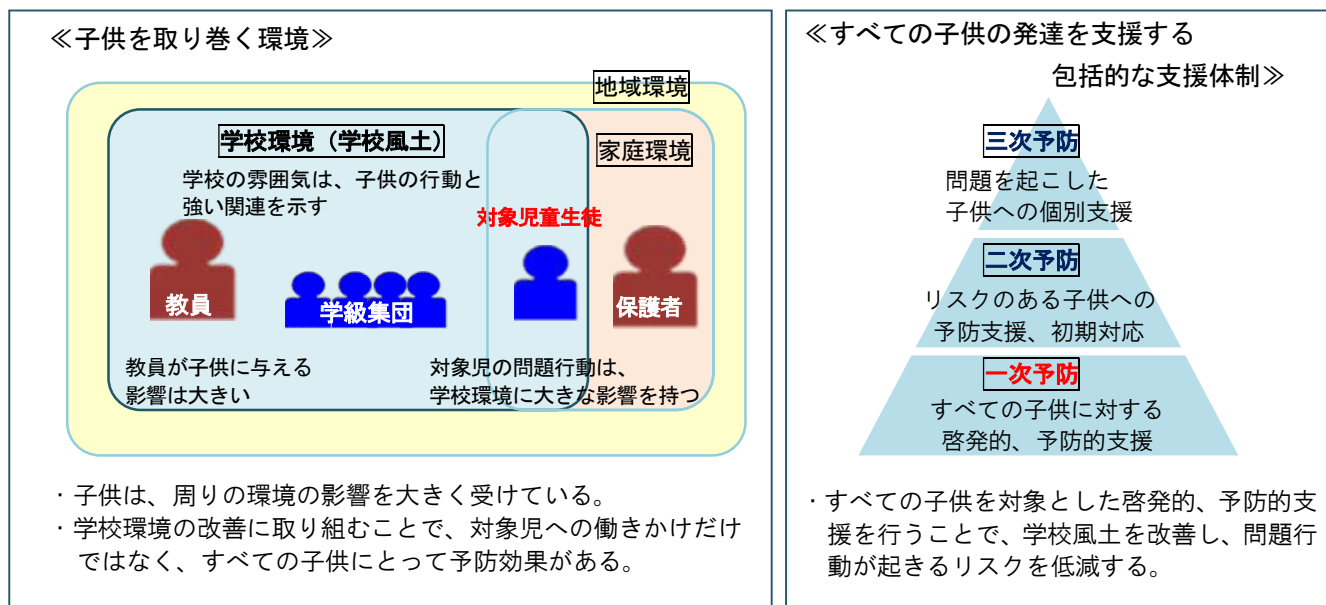 ≪子供を取り巻く環境≫
地域環境
学校環境（学校風土）
家庭環境
学校の雰囲気は、子供の行動と
強い関連を示す
対象児童生徒
教員
学級集団
保護者
教員が子供に与える
影響は大きい
対象児の問題行動は、
学校環境に大きな影響を持つ
・子供は、周りの環境の影響を大きく受けている。
・学校環境の改善に取り組むことで、対象児への働きかけだけ
ではなく、すべての子供にとって予防効果がある。
≪すべての子供の発達を支援する
包括的な支援体制≫
三次予防
問題を起こした
子供への個別支援
二次予防
リスクのある子供への
予防支援、初期対応
一次予防
すべての子供に対する
啓発的、予防的支援
・すべての子供を対象とした啓発的、予防的支
援を行うことで、学校風土を改善し、問題行
動が起きるリスクを低減する。